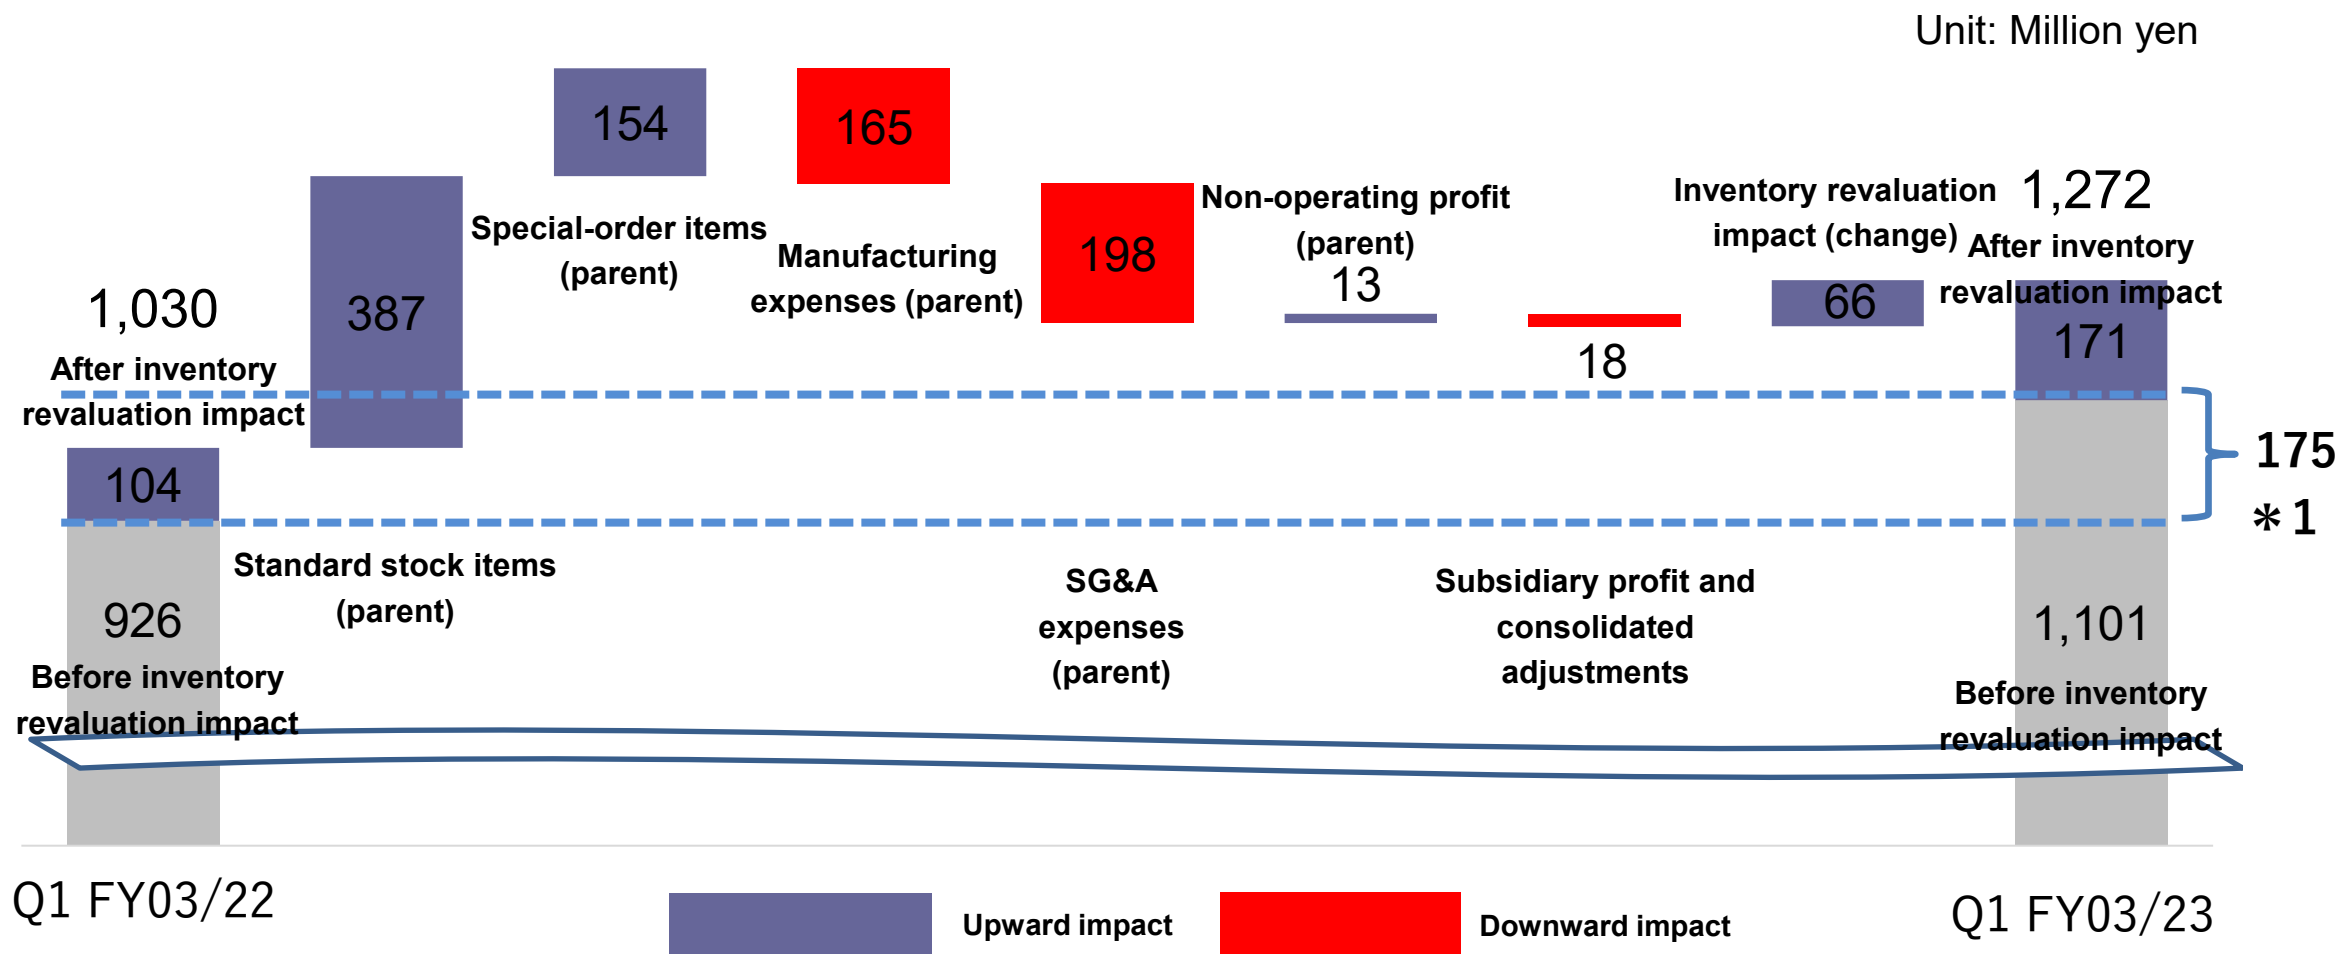 Unit: Million yen
154
165
387
198
Special-order items
(parent)
Manufacturing
expenses (parent)
Non-operating profit
(parent)
13
18
Inventory revaluation
impact (change)
66
1,272
After inventory
revaluation impact
171
1,030
After inventory
revaluation impact
104
926
Before inventory
revaluation impact
Standard stock items
(parent)
SG&A
expenses
(parent)
Subsidiary profit and
consolidated
adjustments
1,101
Before inventory
revaluation impact
175
*1
Q1 FY03/22
Q1 FY03/23
Upward impact
Downward impact